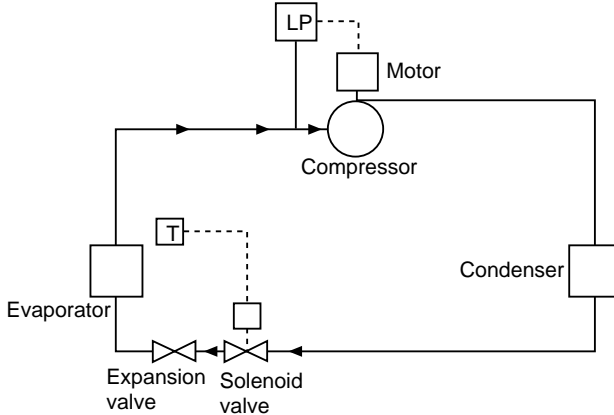 LP
Motor
Compressor
T
Condenser
Evaporator
Expansion
valve
Solenoid
valve